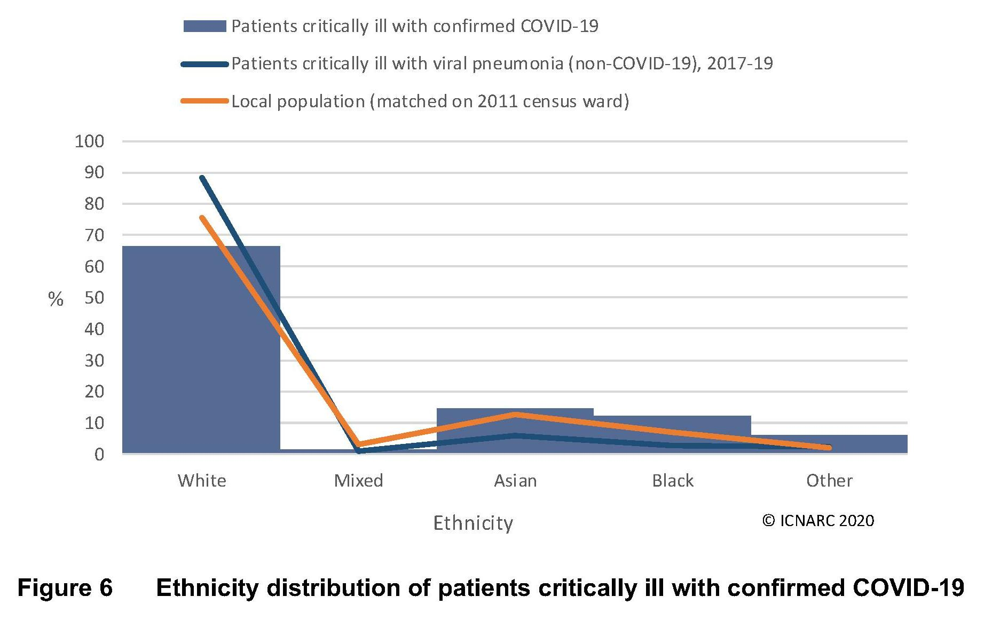 Patients critically ill with confirmed COVID-19
Patients critically ill with viral pneumonia (non-COVID-19), 2017-19
Local population (matched on 2011 census ward)
100
90
80
70
60
%
50
40
30
20
10
0
White Mixed Asian Black Other
Ethnicity
© ICNARC 2020
Figure 6 Ethnicity distribution of patients critically ill with confirmed COVID-19